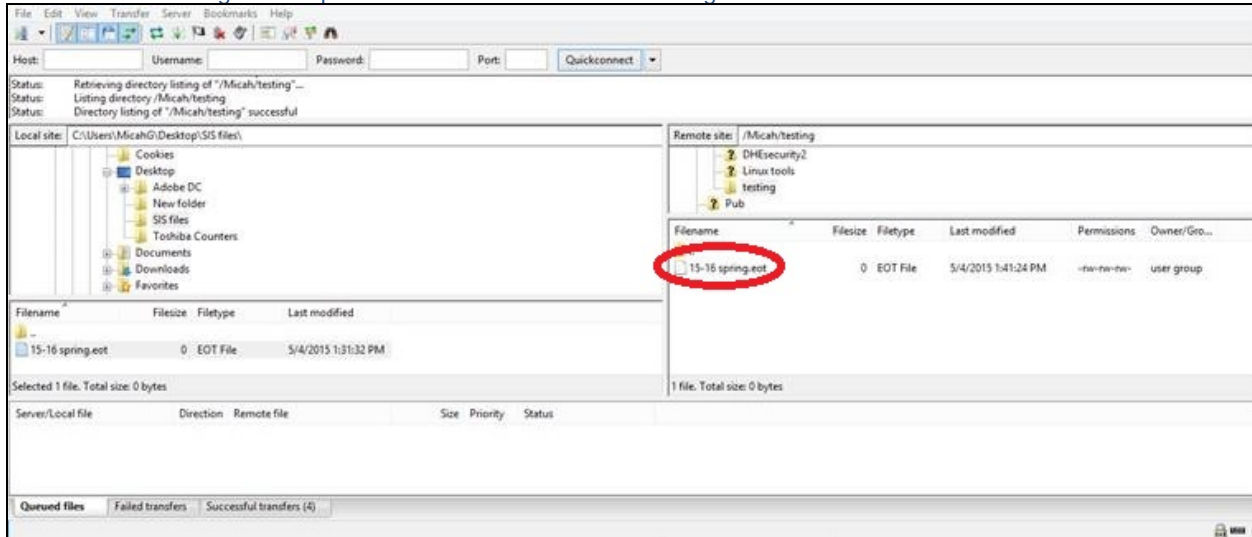 File Edit View Transfer Server Bookmarks Help
Host: Username: Password: Port: Quickconnect
Status: Retrieving directory listing of "/Micah/testing"...
Status: Listing directory /Micah/testing
Status: Directory listing of "/Micah/testing" successful
Local site: C:\Users\MicahG\Desktop\SIS files\
Cookies
Desktop
Adobe DC
New folder
SIS files
Toshiba Counters
Documents
Downloads
Favorites
Filename Filesize Filetype Last modified
..
15-16 spring.eot 0 EOT File 5/4/2015 1:31:32 PM
Selected 1 file. Total size: 0 bytes
Remote site: /Micah/testing
DHEsecurity2
Linux tools
testing
Pub
Filename Filesize Filetype Last modified Permissions Owner/Gro...
..
15-16 spring.eot 0 EOT File 5/4/2015 1:41:24 PM -rw-rw-rw- user group
1 file. Total size: 0 bytes
Server/Local file Direction Remote file Size Priority Status
Queued files Failed transfers Successful transfers (4)